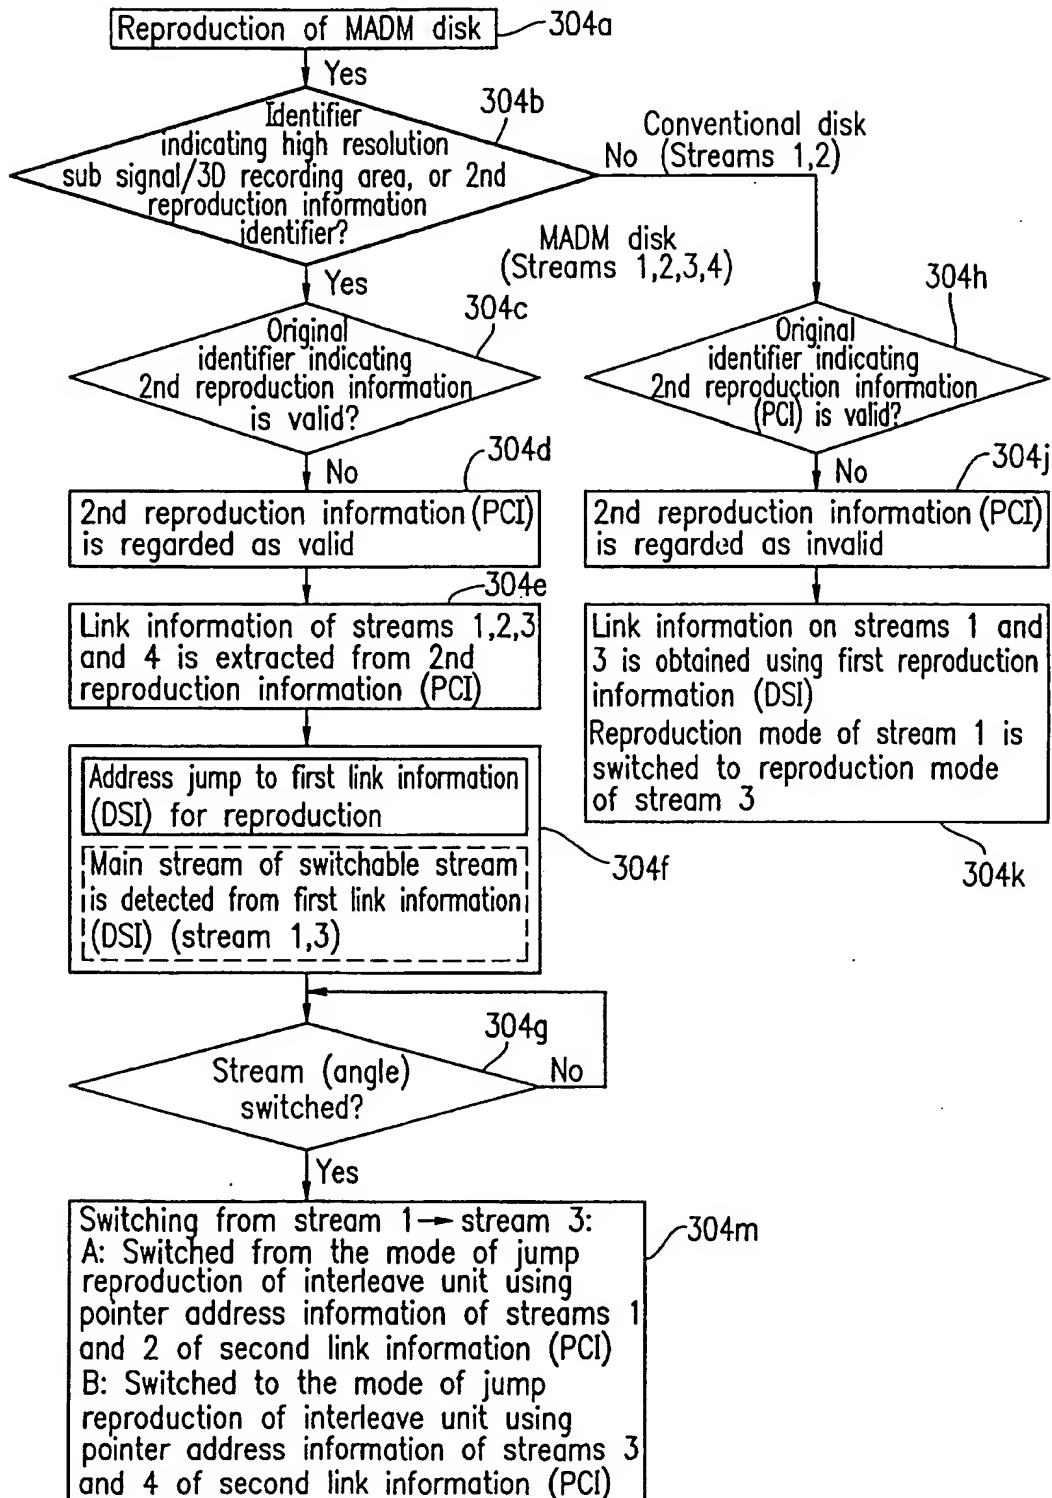 Reproduction of MADM disk
304a
Yes
304b
Identifier
indicating high resolution
sub signal/3D recording area, or 2nd
reproduction information
identifier?
Conventional disk
No (Streams 1,2)
MADM disk
(Streams 1,2,3,4)
Yes
304c
Original
identifier indicating
2nd reproduction information
is valid?
304h
Original
identifier indicating
2nd reproduction information
(PCI) is valid?
No
304d
2nd reproduction information (PCI)
is regarded as valid
No
304j
2nd reproduction information (PCI)
is regarded as invalid
304e
Link information of streams 1,2,3
and 4 is extracted from 2nd
reproduction information (PCI)
Link information on streams 1 and
3 is obtained using first reproduction
information (DSI)
Reproduction mode of stream 1 is
switched to reproduction mode
of stream 3
304k
Address jump to first link information
(DSI) for reproduction
Main stream of switchable stream
is detected from first link information
(DSI) (stream 1,3)
304f
304g
Stream (angle)
switched?
No
Yes
Switching from stream 1→ stream 3:
A: Switched from the mode of jump
reproduction of interleave unit using
pointer address information of streams 1
and 2 of second link information (PCI)
B: Switched to the mode of jump
reproduction of interleave unit using
pointer address information of streams 3
and 4 of second link information (PCI)
304m